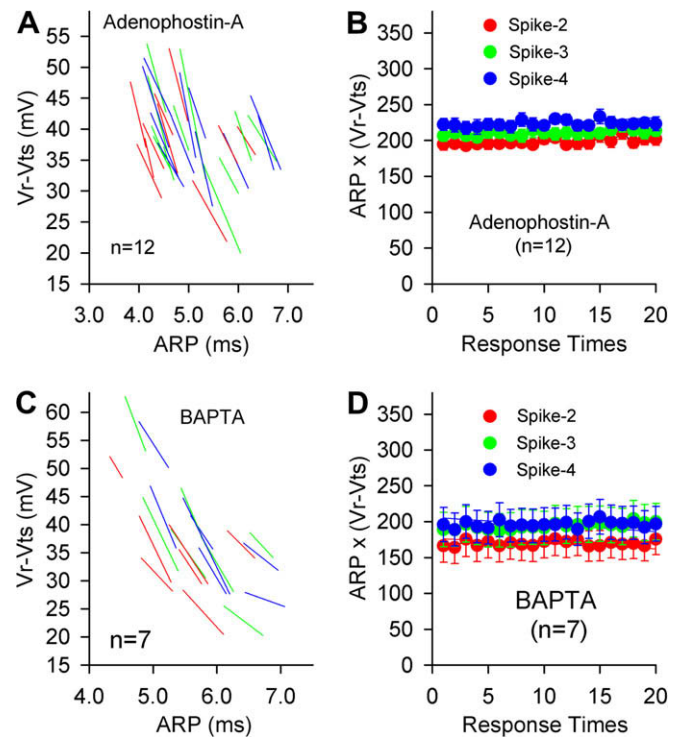 A
Adenophostin-A
Vr-Vts (mV)
55
50
45
40
35
30
25
20
15
n=12
3.0 4.0 5.0 6.0 7.0
ARP (ms)
B
Spike-2
Spike-3
Spike-4
ARP x (Vr-Vts)
350
300
250
200
150
100
50
0
Adenophostin-A
(n=12)
0 5 10 15 20
Response Times
C
BAPTA
Vr-Vts (mV)
60
55
50
45
40
35
30
25
20
15
n=7
4.0 5.0 6.0 7.0
ARP (ms)
D
Spike-2
Spike-3
Spike-4
ARP x (Vr-Vts)
350
300
250
200
150
100
50
0
BAPTA
(n=7)
0 5 10 15 20
Response Times